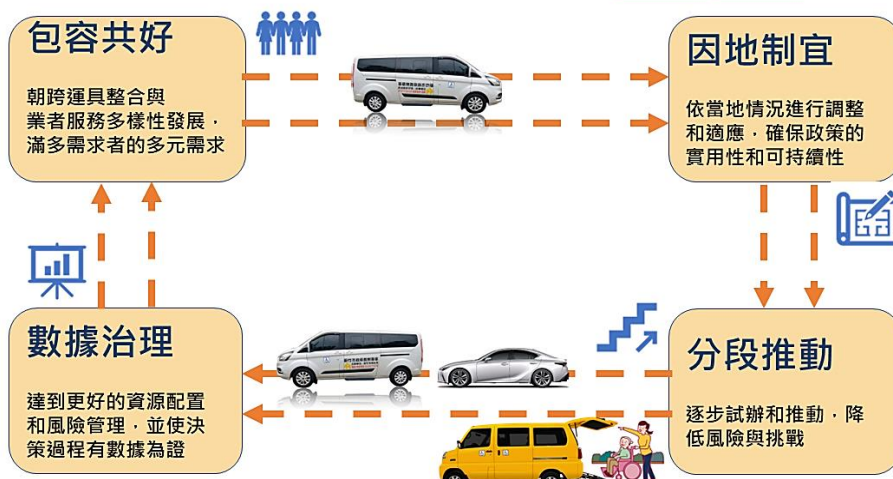 包容共好
朝跨運具整合與
業者服務多樣性發展，
滿多需求者的多元需求
因地制宜
依當地情況進行調整
和適應，確保政策的
實用性和可持續性
數據治理
達到更好的資源配置
和風險管理，並使決
策過程有數據為證
分段推動
逐步試辦和推動，降
低風險與挑戰